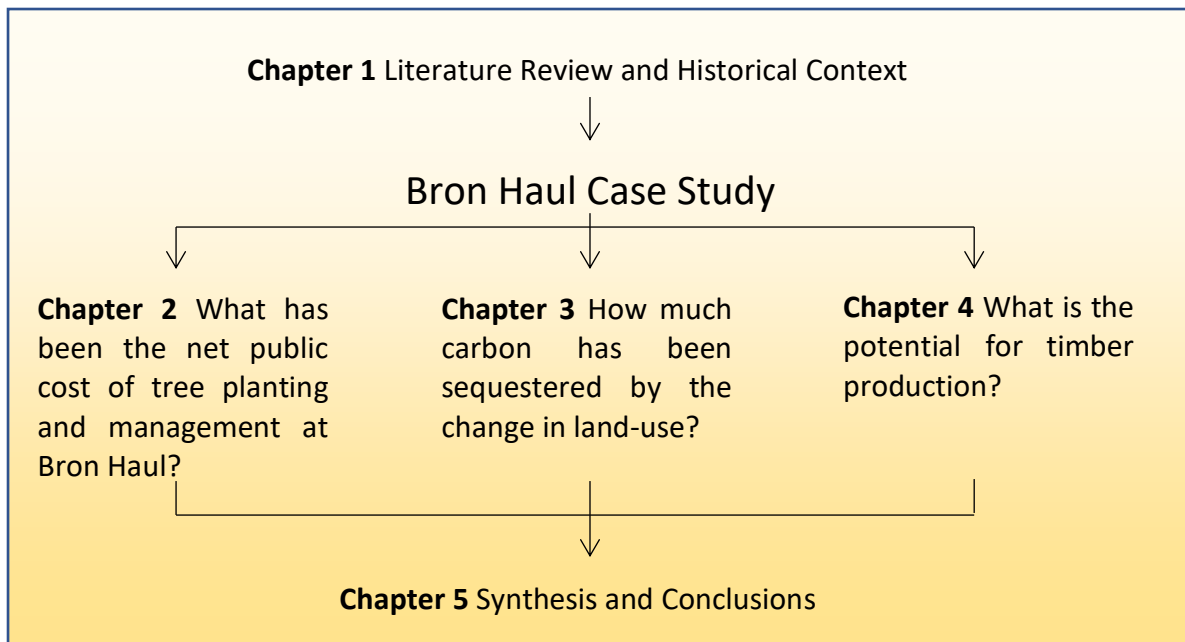 Chapter 1 Literature Review and Historical Context
Bron Haul Case Study
Chapter 2 What has
been the net public
cost of tree planting
and management at
Bron Haul?
Chapter 3 How much
carbon has been
sequestered by the
change in land-use?
Chapter 4 What is the
potential for timber
production?
Chapter 5 Synthesis and Conclusions